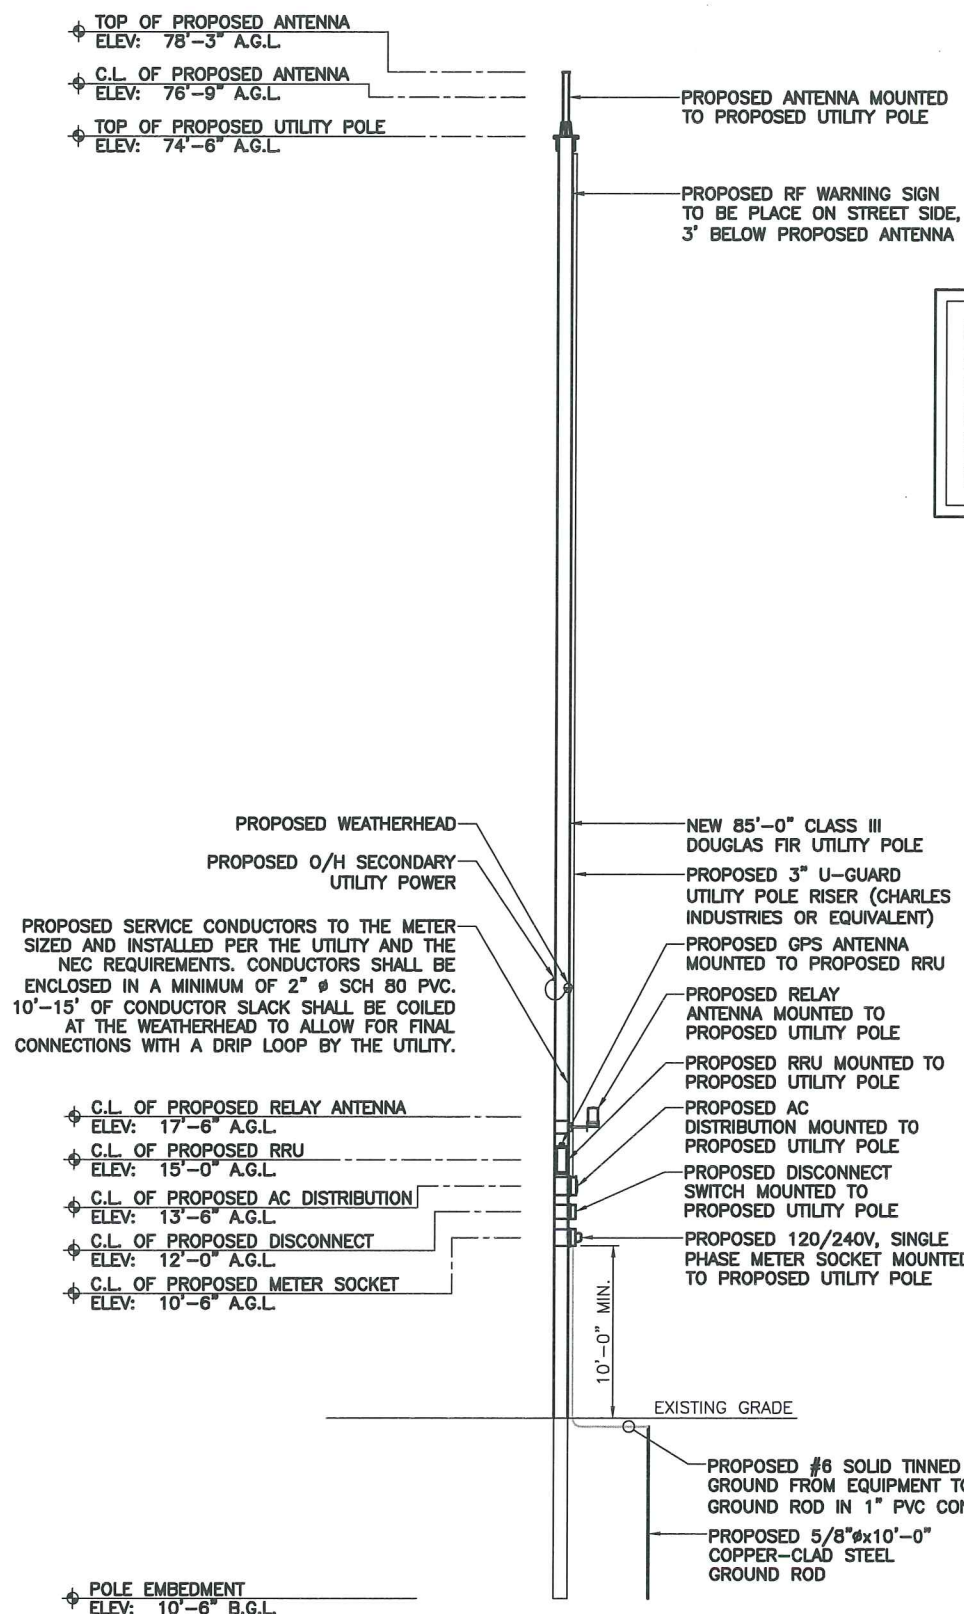 TOP OF PROPOSED ANTENNA
ELEV: 78'-3" A.G.L.
C.L. OF PROPOSED ANTENNA
ELEV: 76'-9" A.G.L.
TOP OF PROPOSED UTILITY POLE
ELEV: 74'-6" A.G.L.
PROPOSED ANTENNA MOUNTED
TO PROPOSED UTILITY POLE
PROPOSED RF WARNING SIGN
TO BE PLACE ON STREET SIDE,
3' BELOW PROPOSED ANTENNA
PROPOSED WEATHERHEAD
PROPOSED O/H SECONDARY
UTILITY POWER
PROPOSED SERVICE CONDUCTORS TO THE METER
SIZED AND INSTALLED PER THE UTILITY AND THE
NEC REQUIREMENTS. CONDUCTORS SHALL BE
ENCLOSED IN A MINIMUM OF 2" ø SCH 80 PVC.
10'-15' OF CONDUCTOR SLACK SHALL BE COILED
AT THE WEATHERHEAD TO ALLOW FOR FINAL
CONNECTIONS WITH A DRIP LOOP BY THE UTILITY.
NEW 85'-0" CLASS III
DOUGLAS FIR UTILITY POLE
PROPOSED 3" U-GUARD
UTILITY POLE RISER (CHARLES
INDUSTRIES OR EQUIVALENT)
PROPOSED GPS ANTENNA
MOUNTED TO PROPOSED RRU
PROPOSED RELAY
ANTENNA MOUNTED TO
PROPOSED UTILITY POLE
PROPOSED RRU MOUNTED TO
PROPOSED UTILITY POLE
PROPOSED AC
DISTRIBUTION MOUNTED TO
PROPOSED UTILITY POLE
PROPOSED DISCONNECT
SWITCH MOUNTED TO
PROPOSED UTILITY POLE
PROPOSED 120/240V, SINGLE
PHASE METER SOCKET MOUNTED
TO PROPOSED UTILITY POLE
C.L. OF PROPOSED RELAY ANTENNA
ELEV: 17'-6" A.G.L.
C.L. OF PROPOSED RRU
ELEV: 15'-0" A.G.L.
C.L. OF PROPOSED AC DISTRIBUTION
ELEV: 13'-6" A.G.L.
C.L. OF PROPOSED DISCONNECT
ELEV: 12'-0" A.G.L.
C.L. OF PROPOSED METER SOCKET
ELEV: 10'-6" A.G.L.
10'-0" MIN.
EXISTING GRADE
PROPOSED #6 SOLID TINNED
GROUND FROM EQUIPMENT TO
GROUND ROD IN 1" PVC CON
PROPOSED 5/8"øx10'-0"
COPPER-CLAD STEEL
GROUND ROD
POLE EMBEDMENT
ELEV: 10'-6" B.G.L.